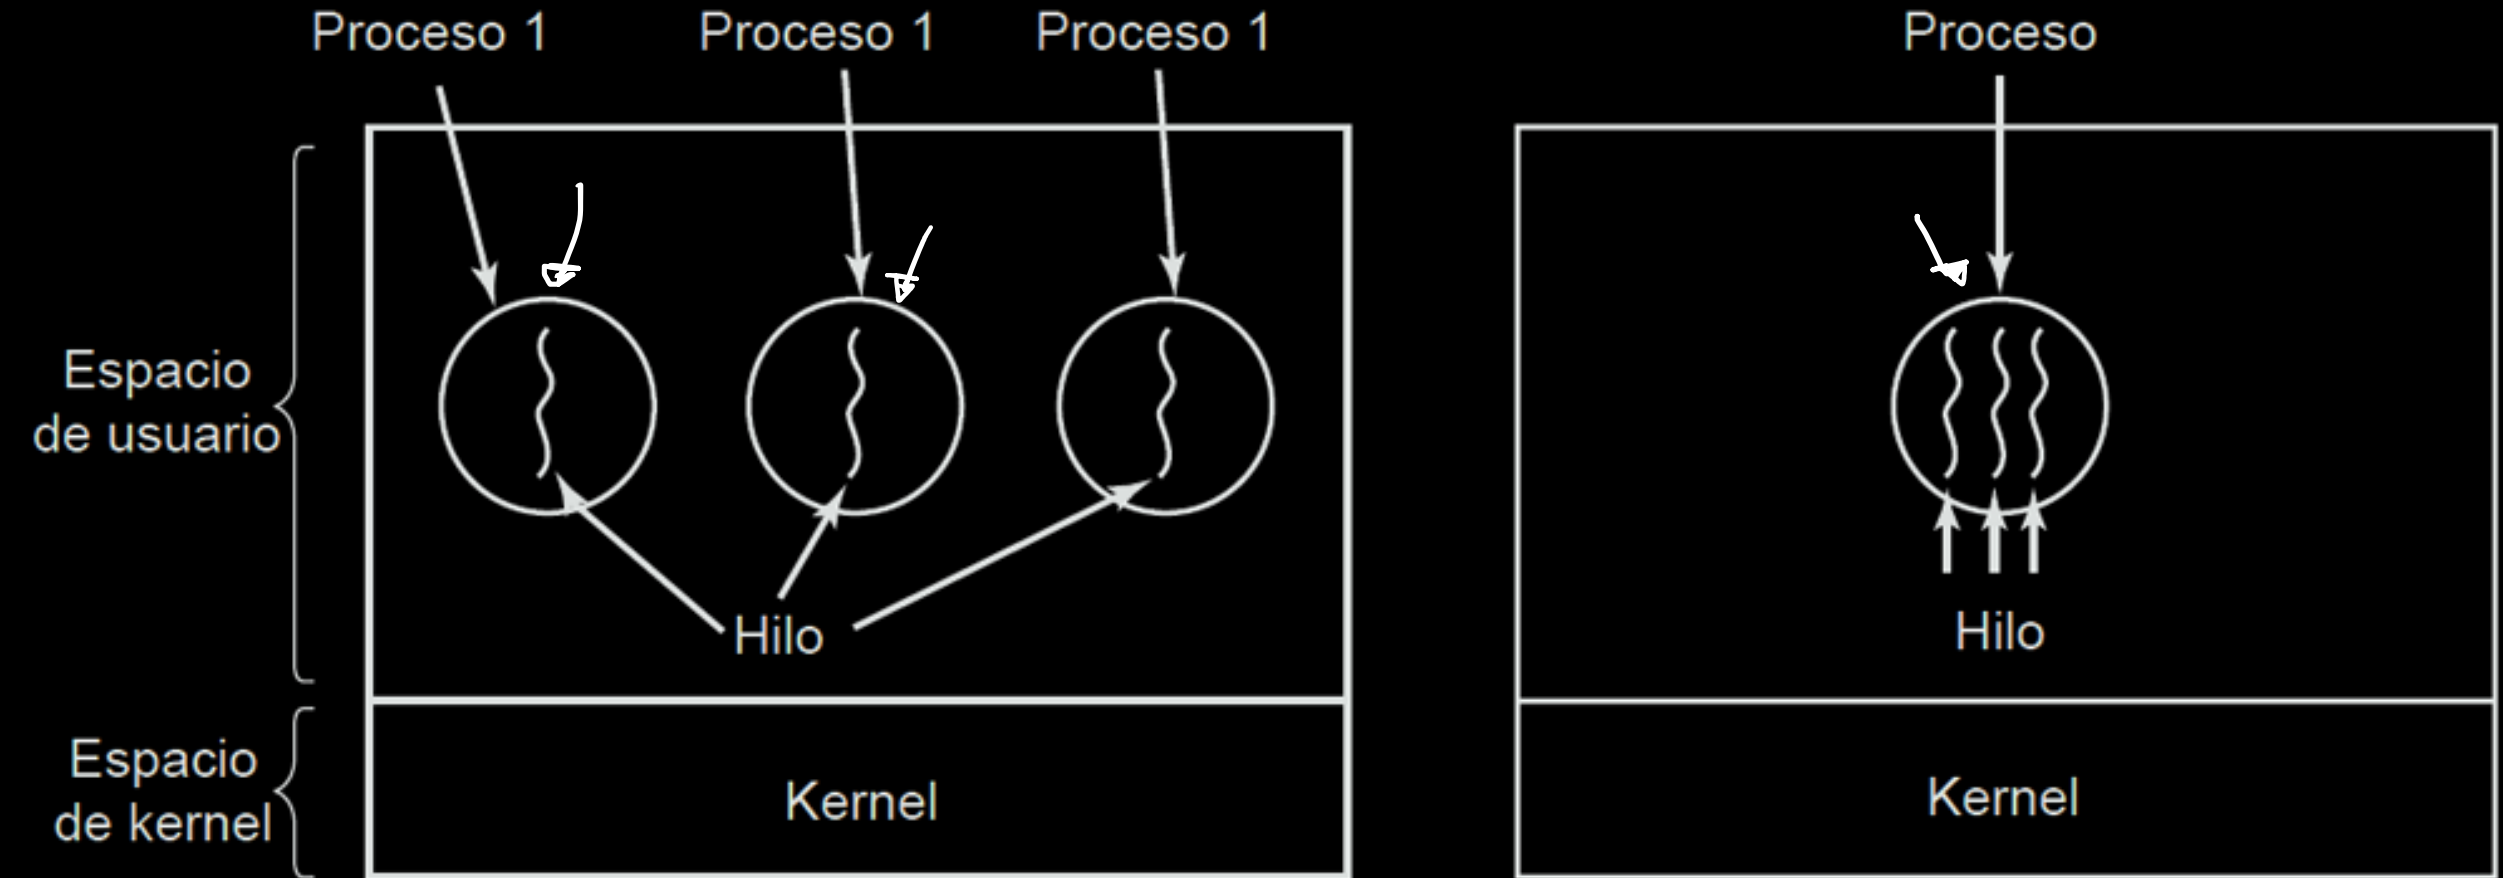 Proceso 1
Proceso 1
Proceso 1
Proceso
Espacio
de usuario
Hilo
Hilo
Espacio
de kernel
Kernel
Kernel